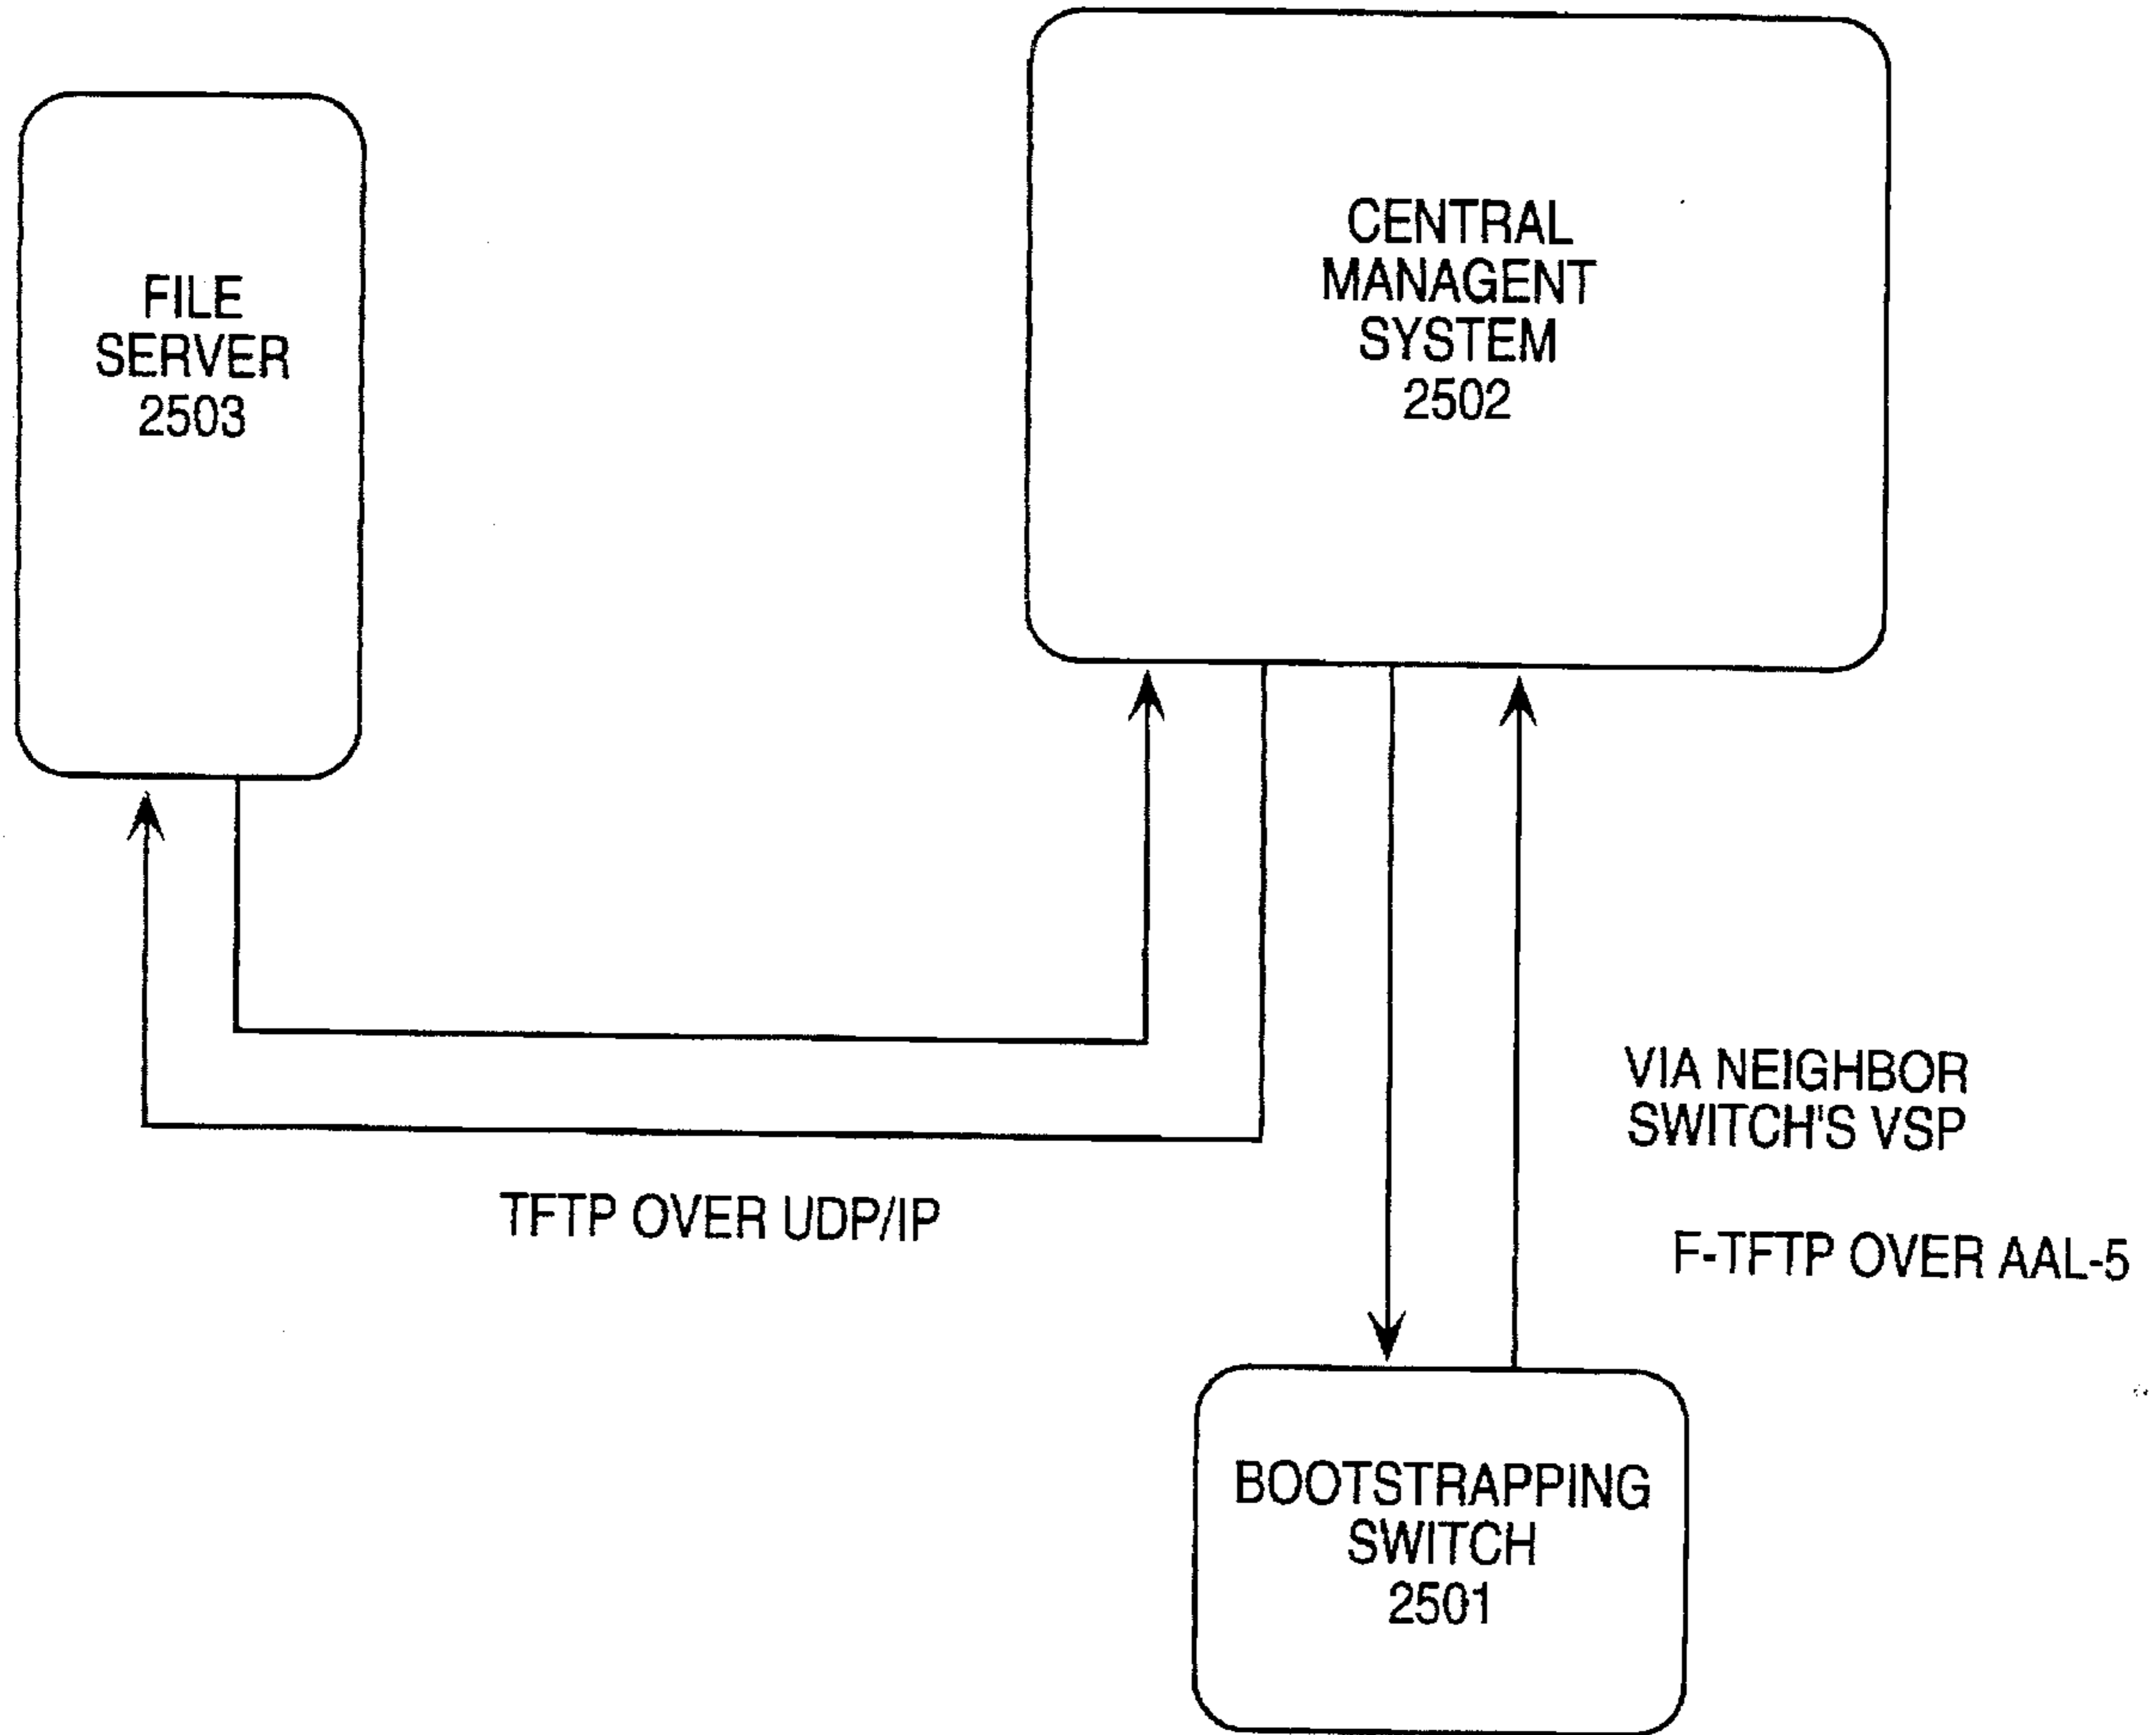 FILE
SERVER
2503
CENTRAL
MANAGENT
SYSTEM
2502
VIA NEIGHBOR
SWITCH'S VSP
TFTP OVER UDP/IP
F-TFTP OVER AAL-5
BOOTSTRAPPING
SWITCH
2501